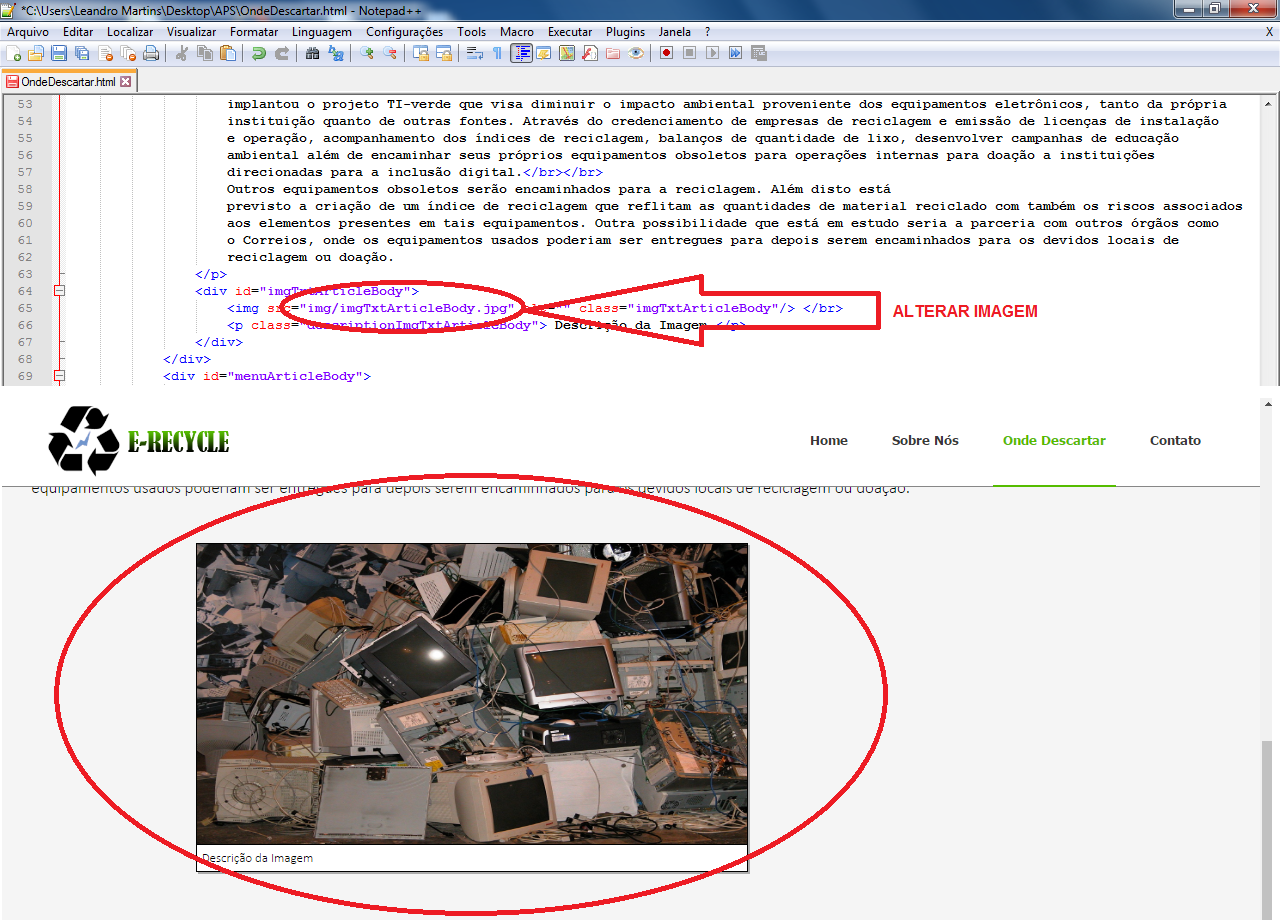 *C:\Users\Leandro Martins\Desktop\APS\OndeDescartar.html - Notepad++
Arquivo Editar Localizar Visualizar Formatar Linguagem Configurações Tools Macro Executar Plugins Janela ? X
OndeDescartar.html
53 implantou o projeto TI-verde que visa diminuir o impacto ambiental proveniente dos equipamentos eletrônicos, tanto da própria
54 instituição quanto de outras fontes. Através do credenciamento de empresas de reciclagem e emissão de licenças de instalação
55 e operação, acompanhamento dos índices de reciclagem, balanços de quantidade de lixo, desenvolver campanhas de educação
56 ambiental além de encaminhar seus próprios equipamentos obsoletos para operações internas para doação a instituições
57 direcionadas para a inclusão digital.</br></br>
58 Outros equipamentos obsoletos serão encaminhados para a reciclagem. Além disto está
59 previsto a criação de um índice de reciclagem que reflitam as quantidades de material reciclado com também os riscos associados
60 aos elementos presentes em tais equipamentos. Outra possibilidade que está em estudo seria a parceria com outros órgãos como
61 o Correios, onde os equipamentos usados poderiam ser entregues para depois serem encaminhados para os devidos locais de
62 reciclagem ou doação.
63 </p>
64 <div id="imgTxtArticleBody">
65 <img src="img/imgTxtArticleBody.jpg" class="imgTxtArticleBody"/> </br>
66 <p class="descriptionImgTxtArticleBody"> Descrição da Imagem </p>
67 </div>
68 </div>
69 <div id="menuArticleBody">
ALTERAR IMAGEM
E-RECYCLE
Home Sobre Nós Onde Descartar Contato
equipamentos usados poderiam ser entregues para depois serem encaminhados para os devidos locais de reciclagem ou doação.
Descrição da Imagem